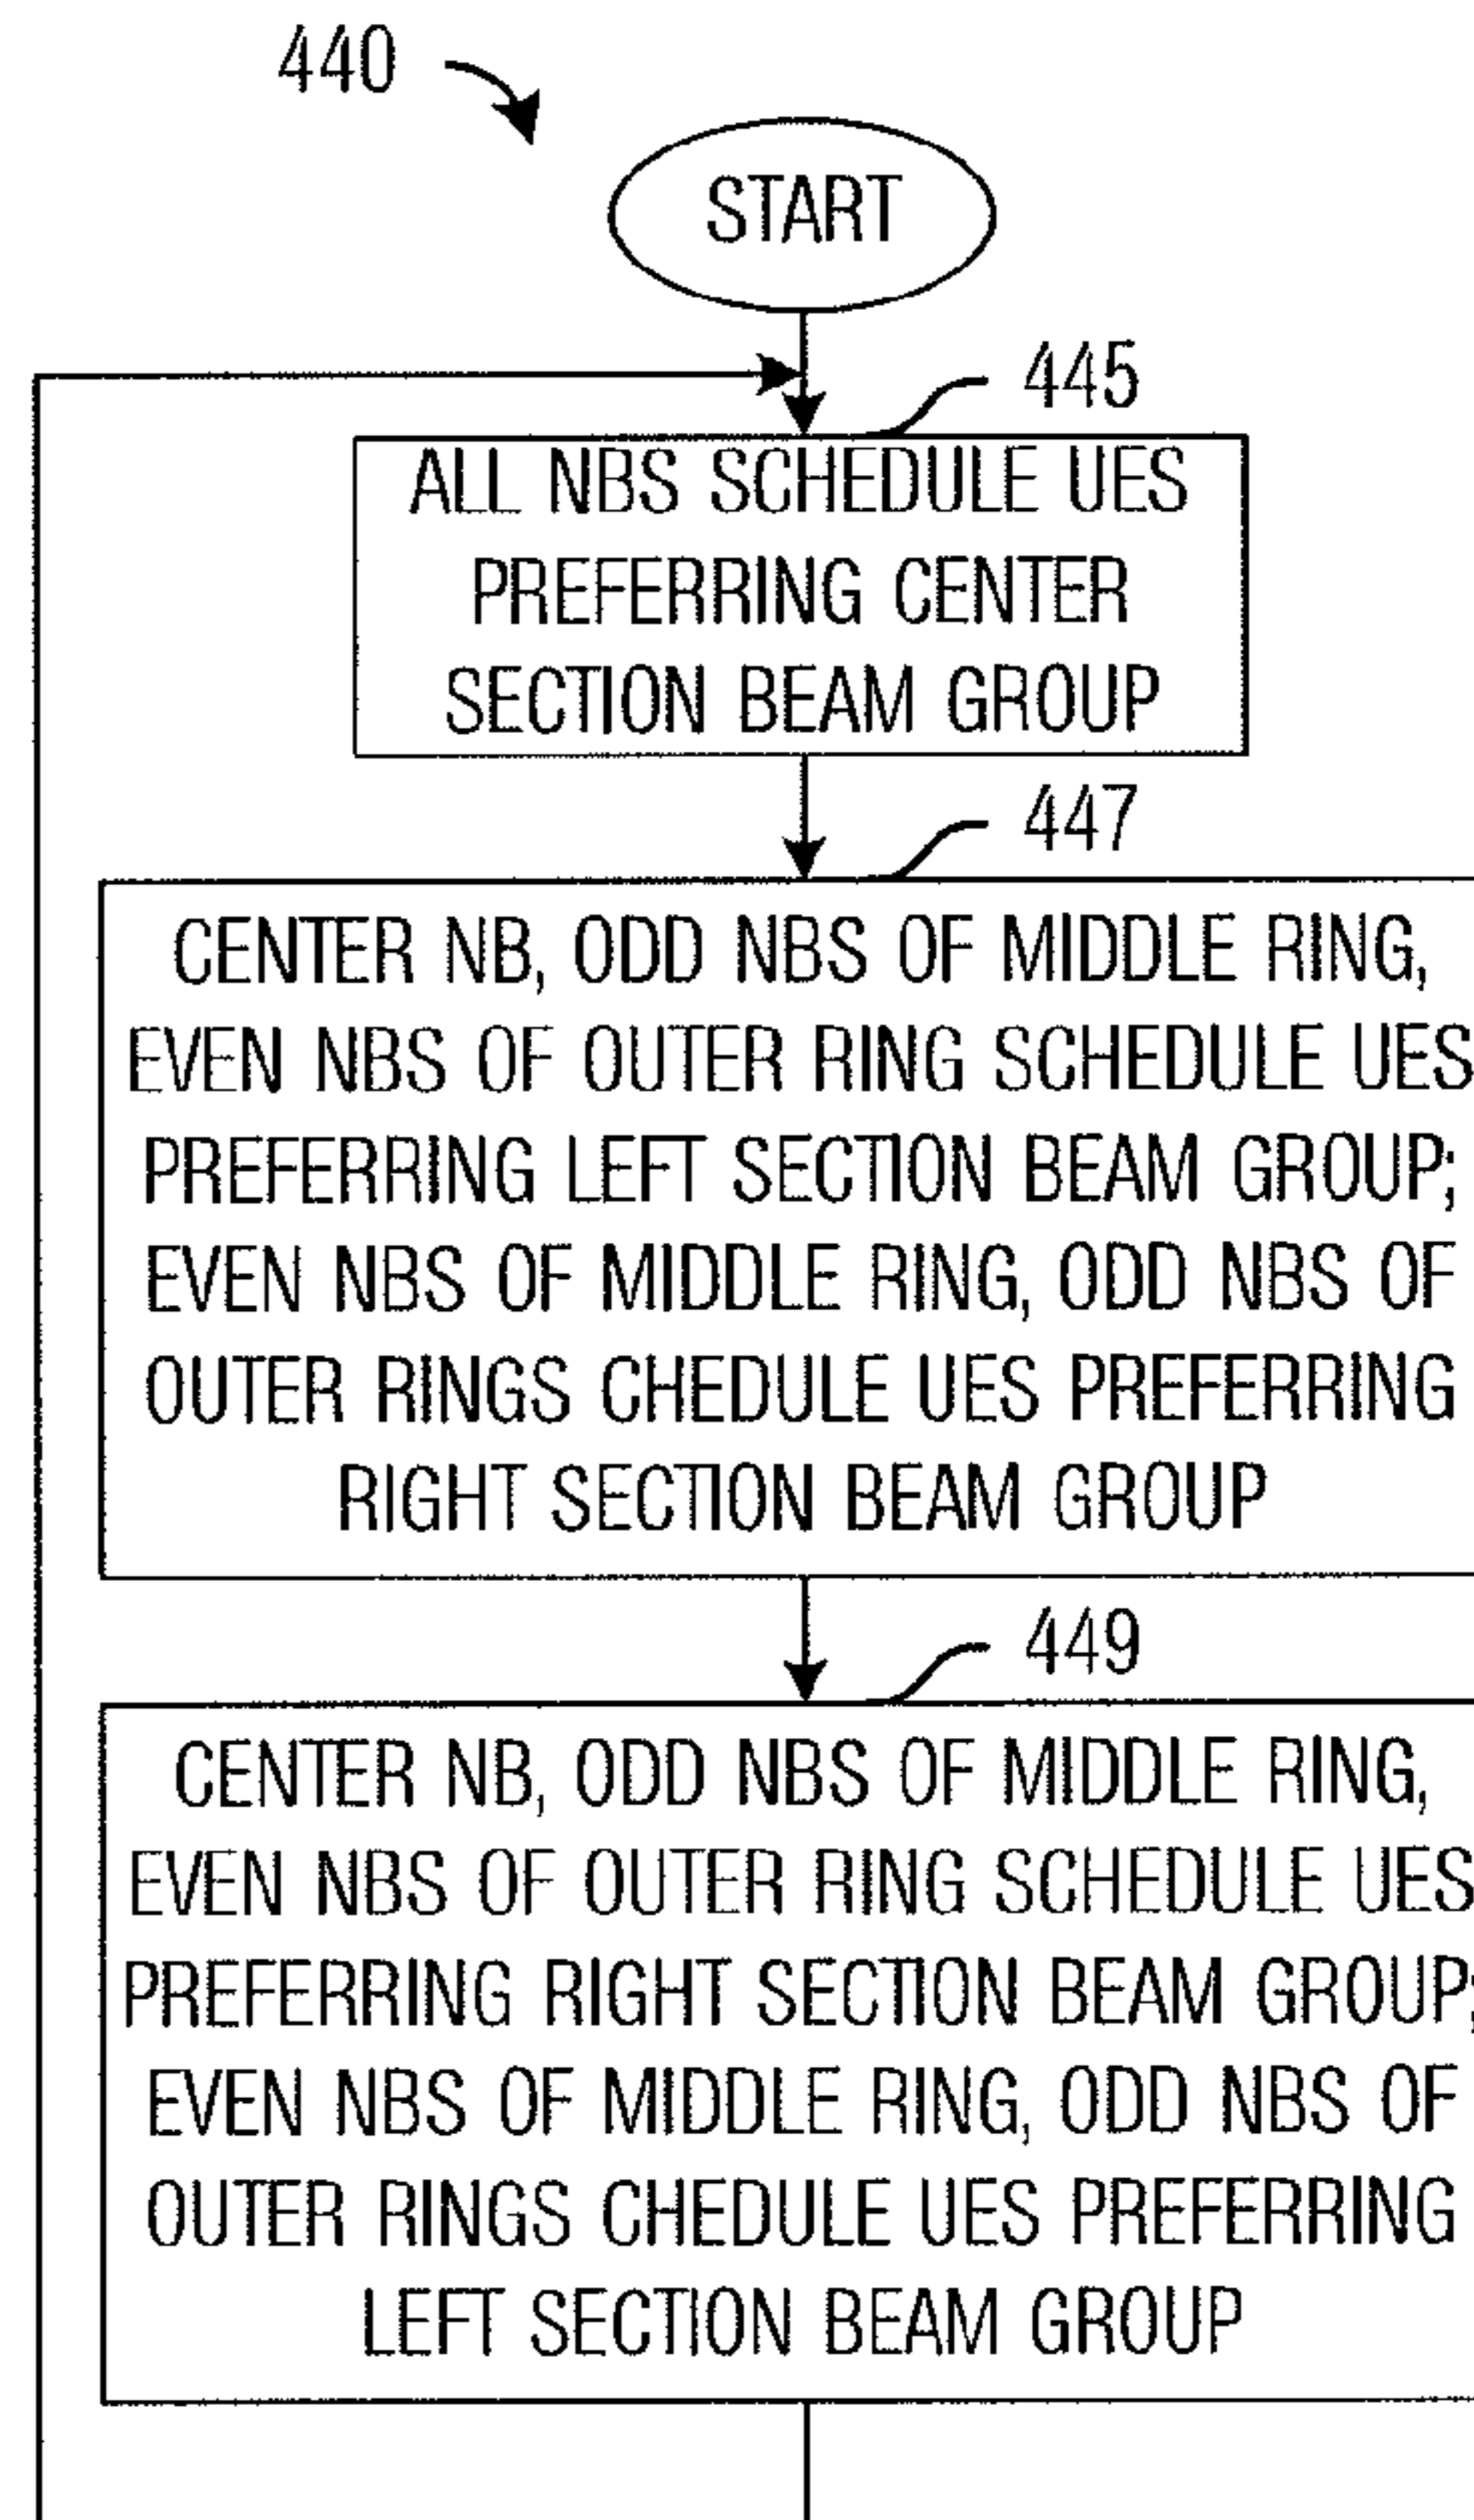 440
START
445
ALL NBS SCHEDULE UES
PREFERRING CENTER
SECTION BEAM GROUP
447
CENTER NB, ODD NBS OF MIDDLE RING,
EVEN NBS OF OUTER RING SCHEDULE UES
PREFERRING LEFT SECTION BEAM GROUP;
EVEN NBS OF MIDDLE RING, ODD NBS OF
OUTER RINGS CHEDULE UES PREFERRING
RIGHT SECTION BEAM GROUP
449
CENTER NB, ODD NBS OF MIDDLE RING,
EVEN NBS OF OUTER RING SCHEDULE UES
PREFERRING RIGHT SECTION BEAM GROUP;
EVEN NBS OF MIDDLE RING, ODD NBS OF
OUTER RINGS CHEDULE UES PREFERRING
LEFT SECTION BEAM GROUP